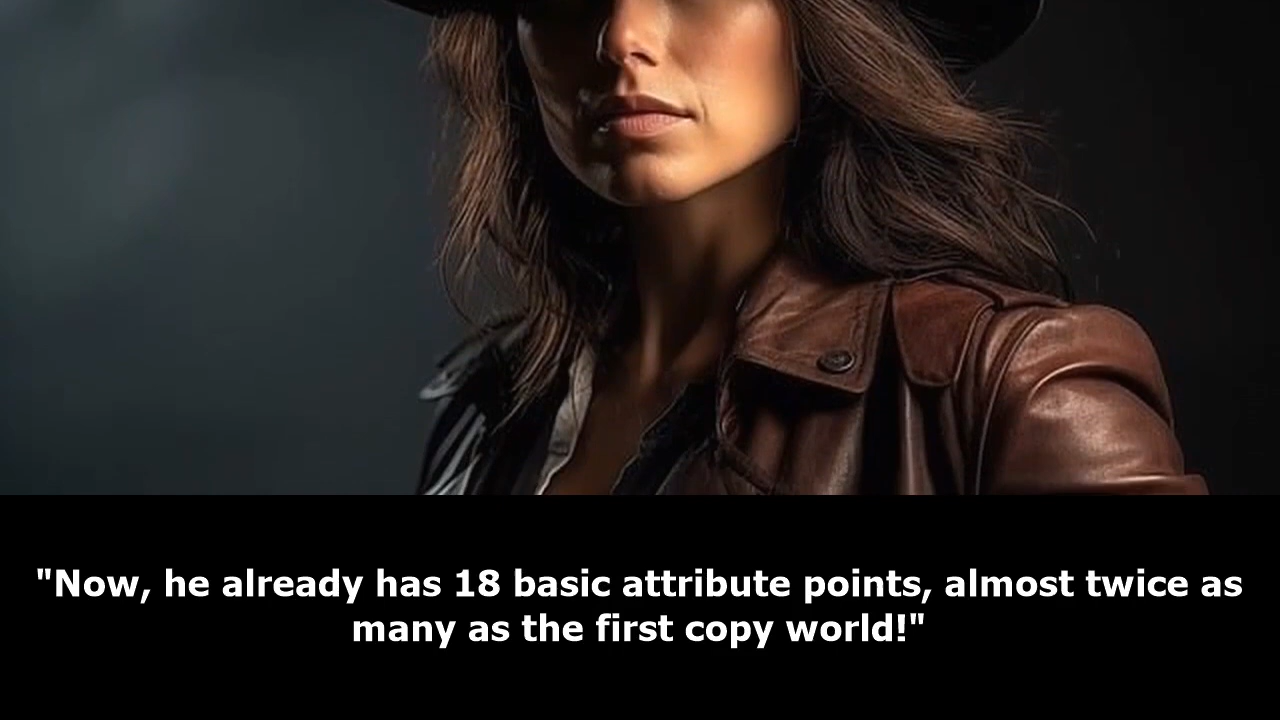 "Now, he already has 18 basic attribute points, almost twice as
many as the first copy world!"